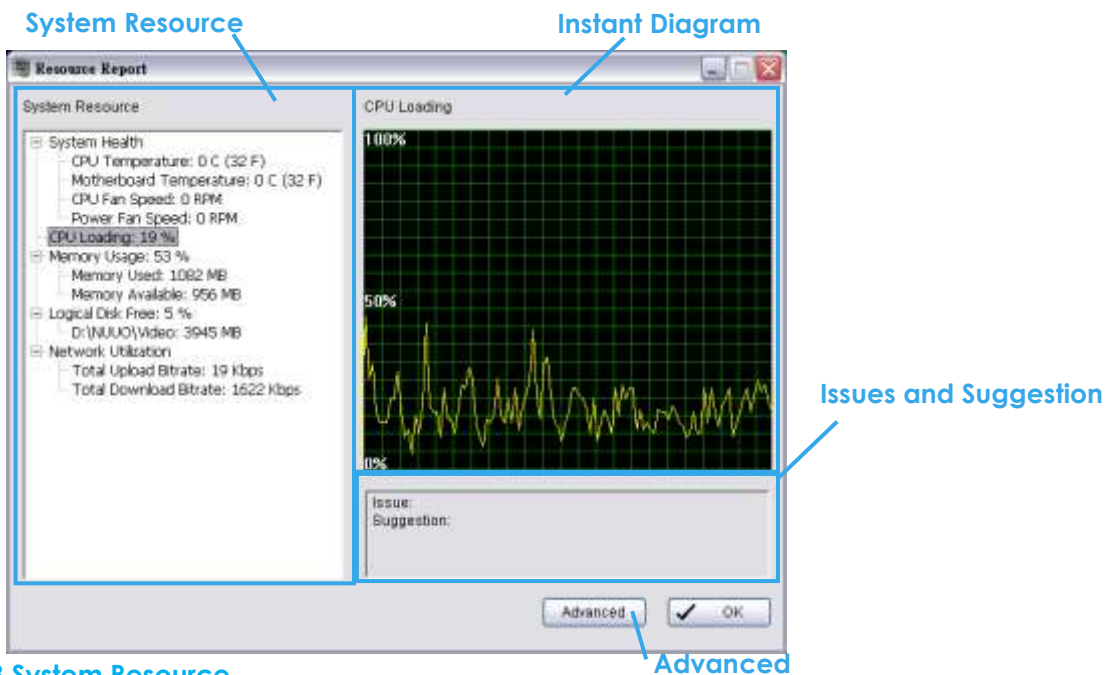 System Resource
Instant Diagram
Resource Report
System Resource
System Health
CPU Temperature: 0 C (32 F)
Motherboard Temperature: 0 C (32 F)
CPU Fan Speed: 0 RPM
Power Fan Speed: 0 RPM
CPU Loading: 19 %
Memory Usage: 53 %
Memory Used: 1082 MB
Memory Available: 956 MB
Logical Disk Free: 5 %
D:\NUUO\Video: 3945 MB
Network Utilization
Total Upload Bitrate: 19 Kbps
Total Download Bitrate: 1622 Kbps
CPU Loading
100%
50%
0%
Issues and Suggestion
Issue:
Suggestion:
Advanced
OK
Advanced
System Resource